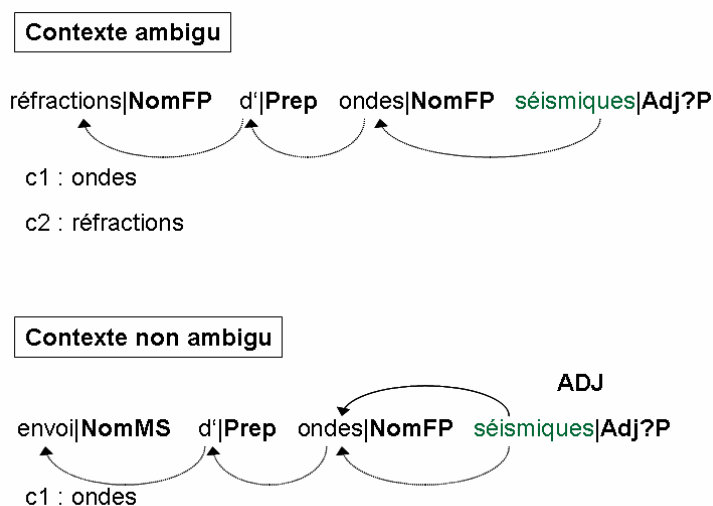 Contexte ambigu
réfractions|NomFP d‘|Prep ondes|NomFP séismiques|Adj?P
c1 : ondes
c2 : réfractions
Contexte non ambigu
ADJ
envoi|NomMS d‘|Prep ondes|NomFP séismiques|Adj?P
c1 : ondes